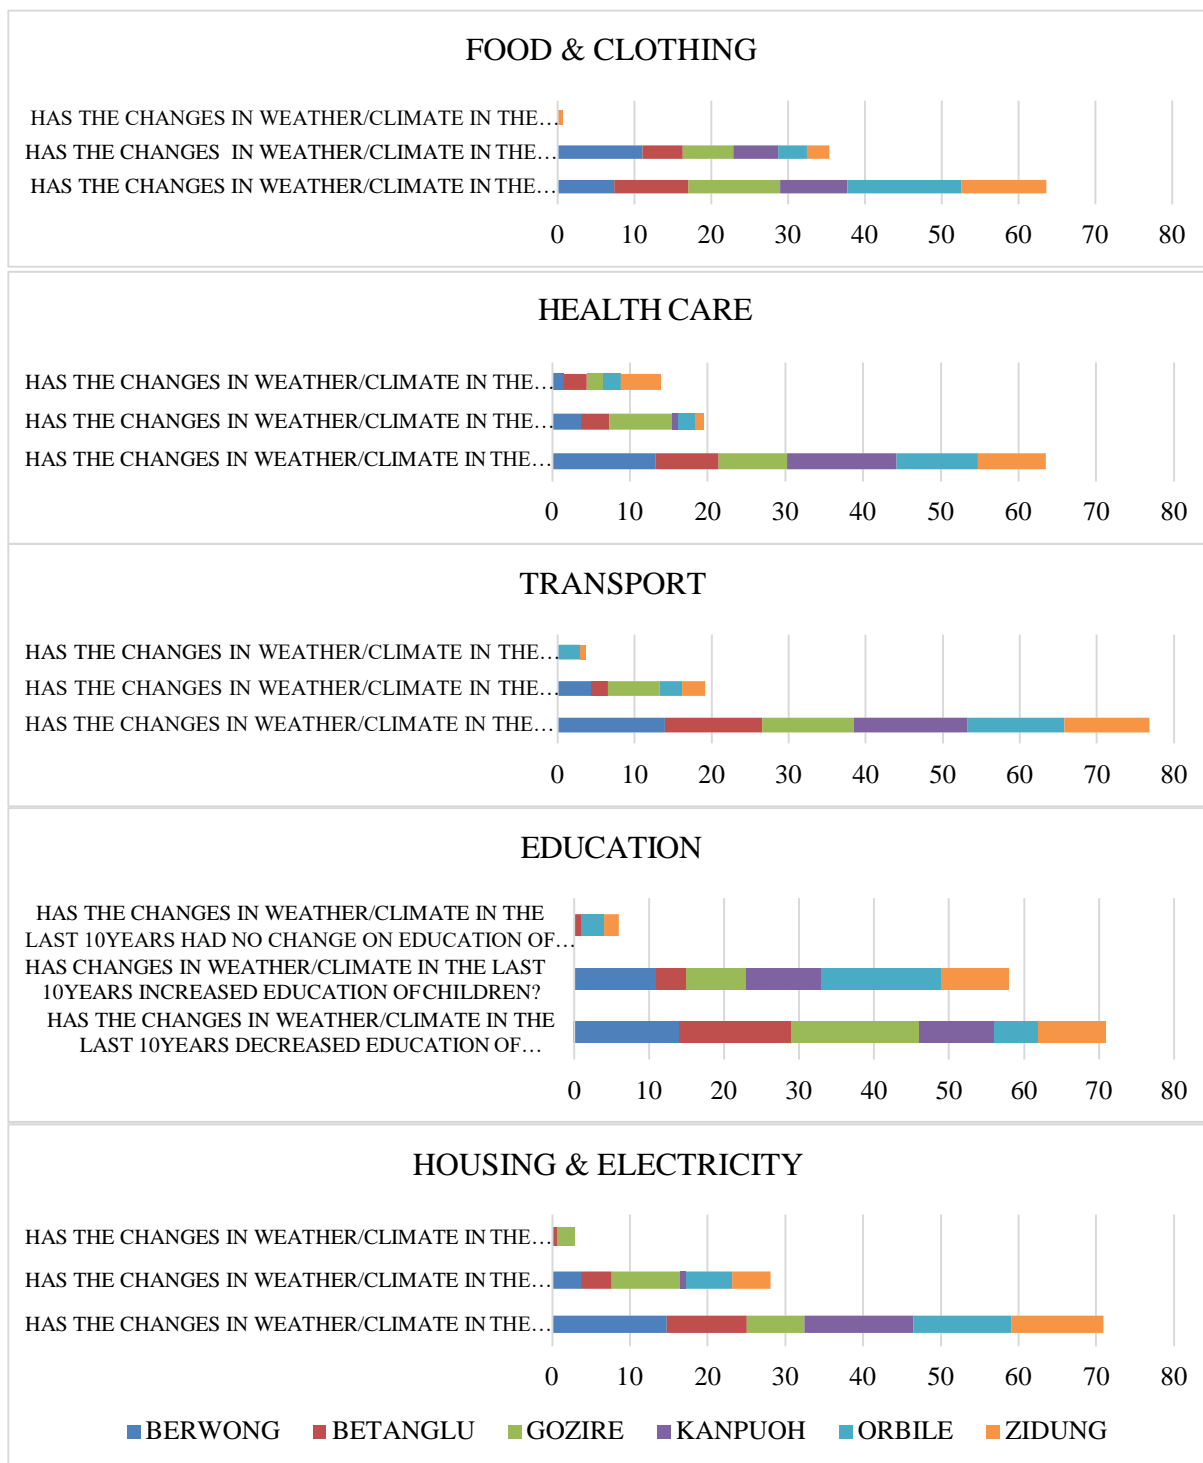 FOOD & CLOTHING
HAS THE CHANGES IN WEATHER/CLIMATE IN THE…
HAS THE CHANGES IN WEATHER/CLIMATE IN THE…
HAS THE CHANGES IN WEATHER/CLIMATE IN THE…
0 10 20 30 40 50 60 70 80
HEALTH CARE
HAS THE CHANGES IN WEATHER/CLIMATE IN THE…
HAS THE CHANGES IN WEATHER/CLIMATE IN THE…
HAS THE CHANGES IN WEATHER/CLIMATE IN THE…
0 10 20 30 40 50 60 70 80
TRANSPORT
HAS THE CHANGES IN WEATHER/CLIMATE IN THE…
HAS THE CHANGES IN WEATHER/CLIMATE IN THE…
HAS THE CHANGES IN WEATHER/CLIMATE IN THE…
0 10 20 30 40 50 60 70 80
EDUCATION
HAS THE CHANGES IN WEATHER/CLIMATE IN THE
LAST 10YEARS HAD NO CHANGE ON EDUCATION OF…
HAS CHANGES IN WEATHER/CLIMATE IN THE LAST
10YEARS INCREASED EDUCATION OF CHILDREN?
HAS THE CHANGES IN WEATHER/CLIMATE IN THE
LAST 10YEARS DECREASED EDUCATION OF…
0 10 20 30 40 50 60 70 80
HOUSING & ELECTRICITY
HAS THE CHANGES IN WEATHER/CLIMATE IN THE…
HAS THE CHANGES IN WEATHER/CLIMATE IN THE…
HAS THE CHANGES IN WEATHER/CLIMATE IN THE…
0 10 20 30 40 50 60 70 80
BERWONG BETANGLU GOZIRE KANPUOH ORBILE ZIDUNG